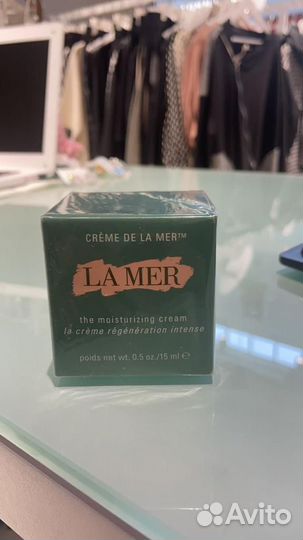 CRÈME DE LA MER™
LA MER
the moisturizing cream
la crème régénération intense
poids net wt. 0.5 oz./15 ml ℮
Avito